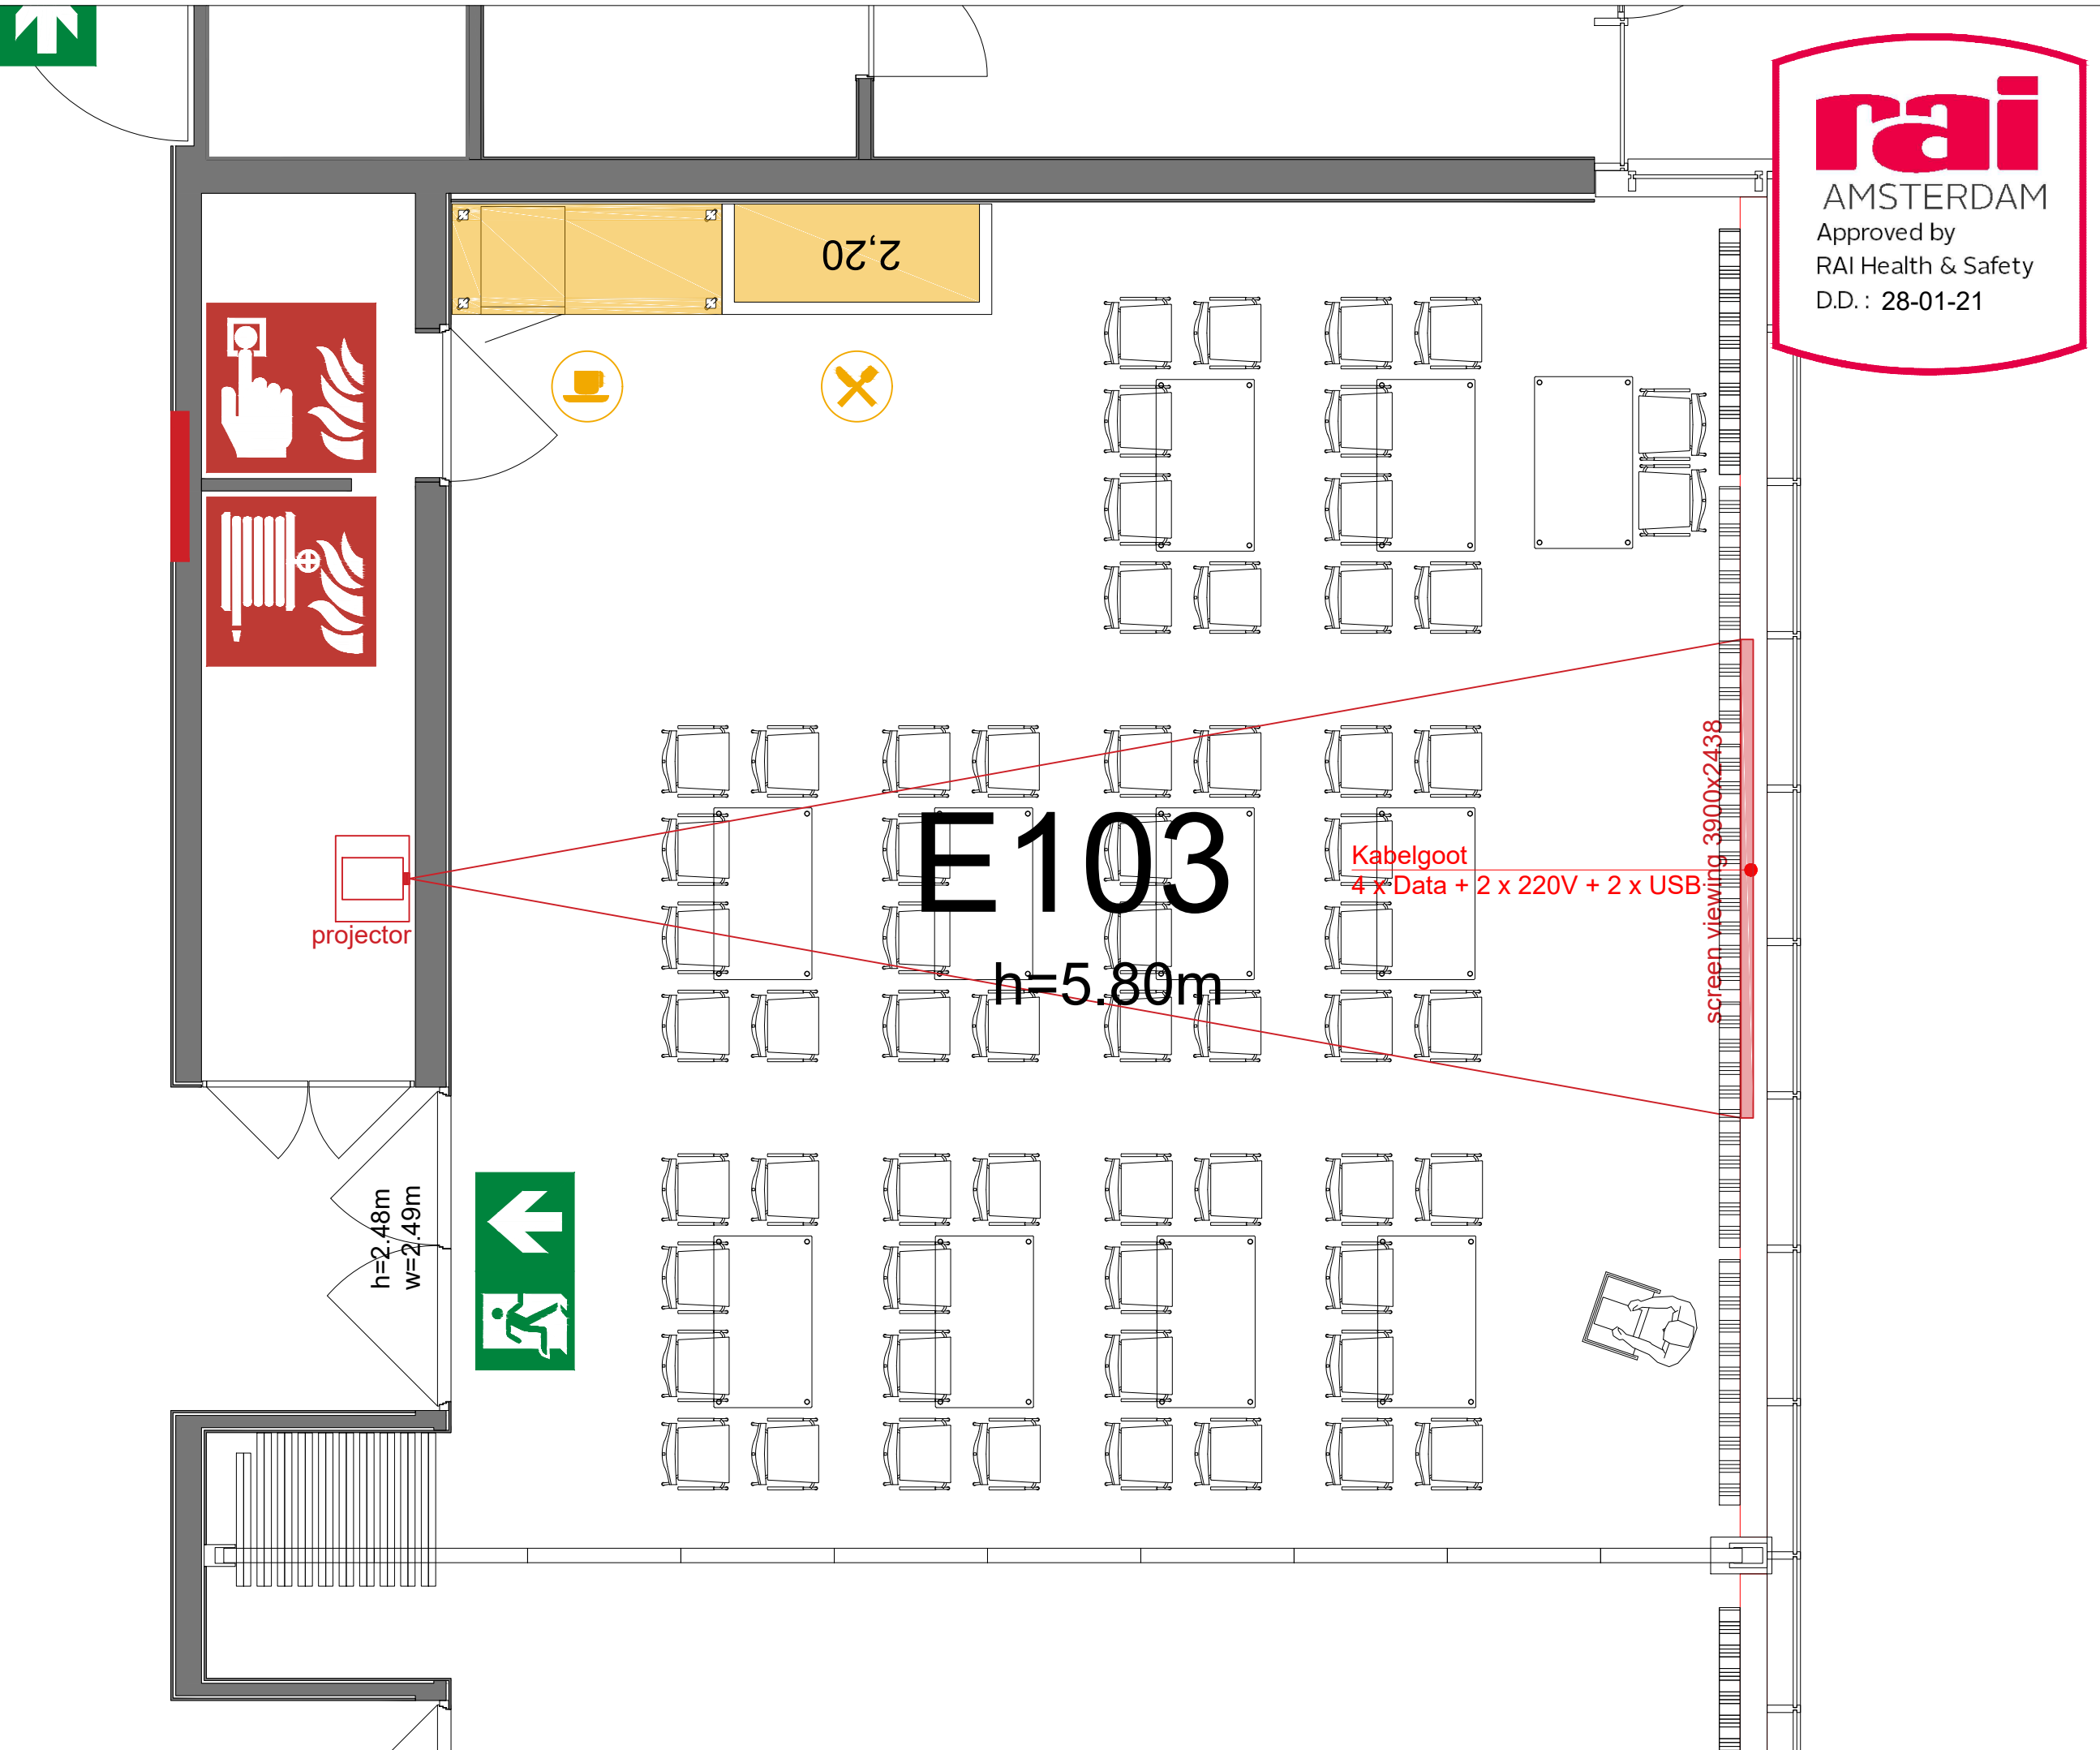 rai
AMSTERDAM
Approved by
RAI Health & Safety
D.D. : 28-01-21
2,20
screen viewing 3900x2438
E103
Kabelgoot
4 x Data + 2 x 220V + 2 x USB
projector
h=5.80m
h=2.48m
w=2.49m